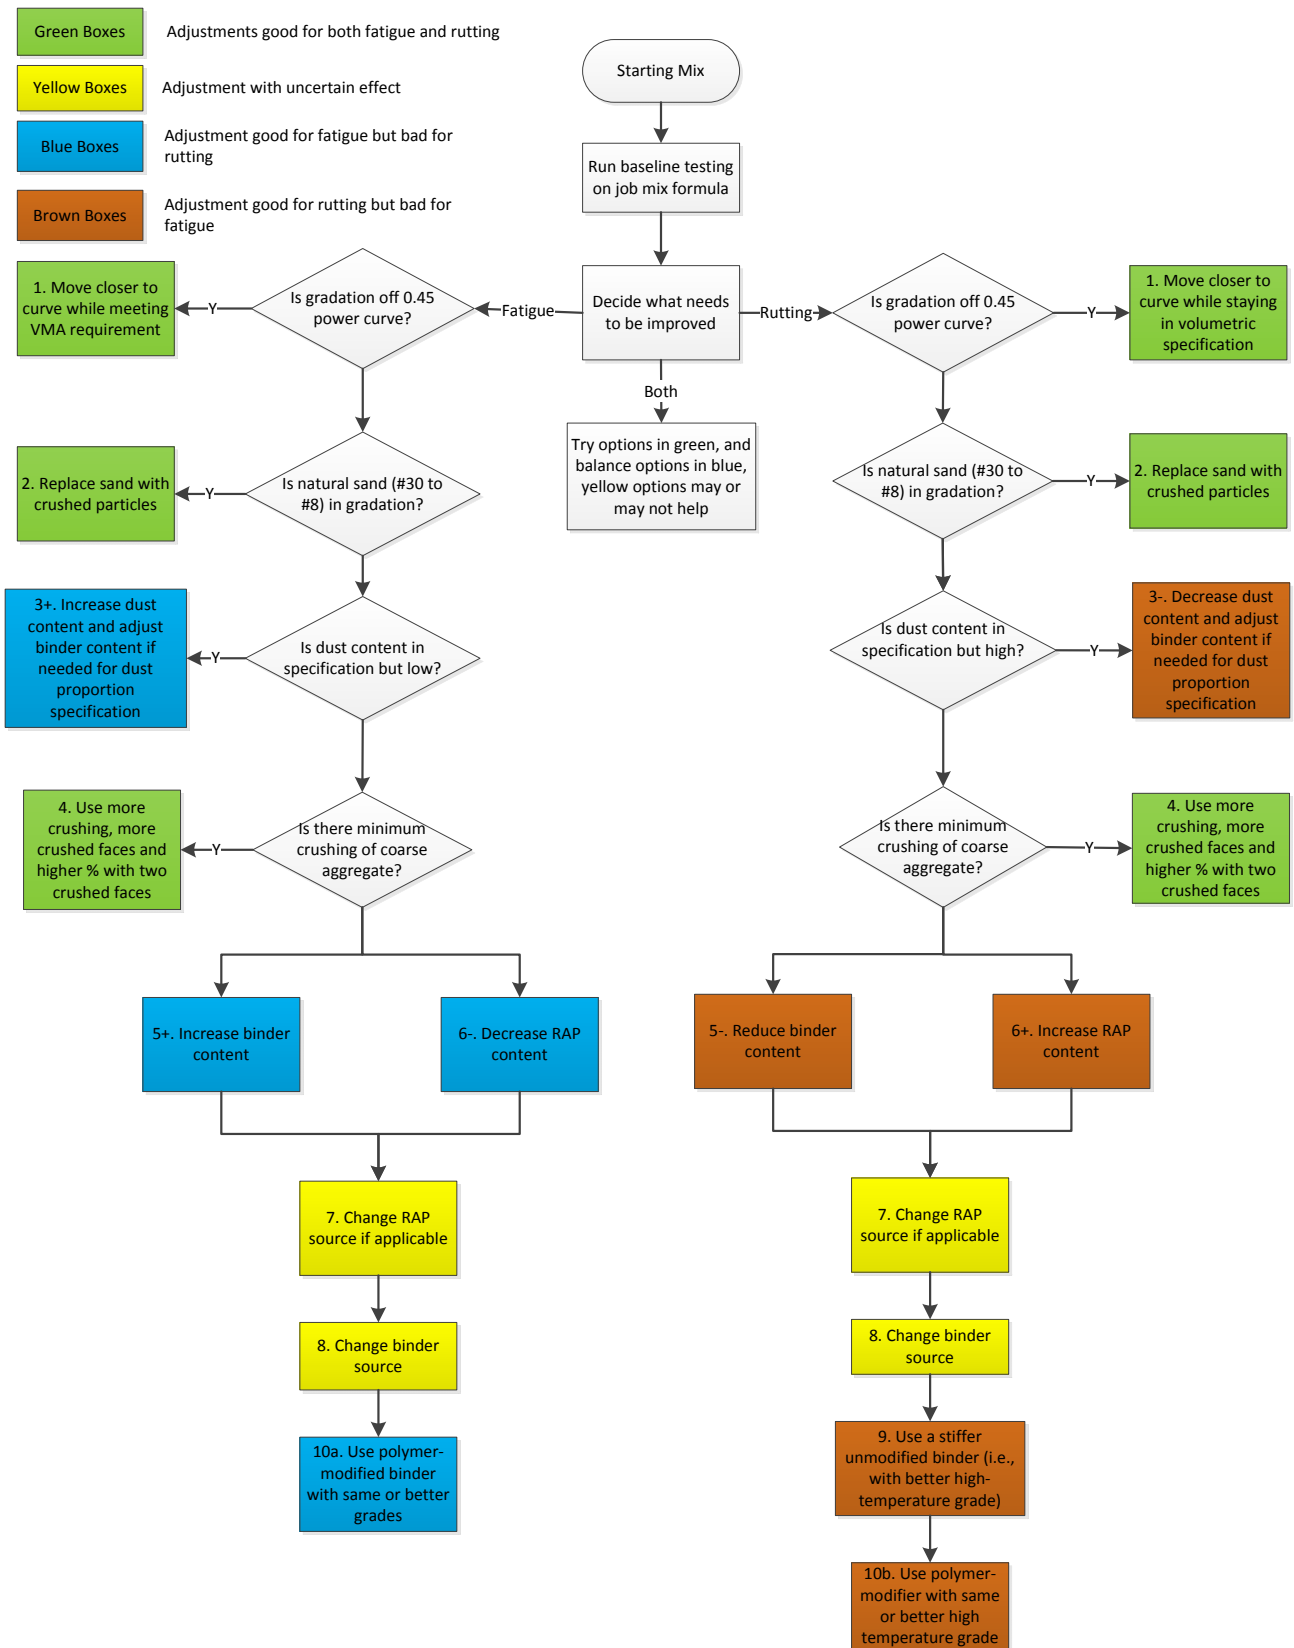 Green Boxes
Adjustments good for both fatigue and rutting
Yellow Boxes
Adjustment with uncertain effect
Blue Boxes
Adjustment good for fatigue but bad for
rutting
Brown Boxes
Adjustment good for rutting but bad for
fatigue
Starting Mix
Run baseline testing
on job mix formula
Decide what needs
to be improved
Fatigue
Rutting
Both
Try options in green, and
balance options in blue,
yellow options may or
may not help
Is gradation off 0.45
power curve?
Y
1. Move closer to
curve while meeting
VMA requirement
Is natural sand (#30 to
#8) in gradation?
Y
2. Replace sand with
crushed particles
Is dust content in
specification but low?
Y
3+. Increase dust
content and adjust
binder content if
needed for dust
proportion
specification
Is there minimum
crushing of coarse
aggregate?
Y
4. Use more
crushing, more
crushed faces and
higher % with two
crushed faces
5+. Increase binder
content
6-. Decrease RAP
content
7. Change RAP
source if applicable
8. Change binder
source
10a. Use polymer-
modified binder
with same or better
grades
Is gradation off 0.45
power curve?
Y
1. Move closer to
curve while staying
in volumetric
specification
Is natural sand (#30 to
#8) in gradation?
Y
2. Replace sand with
crushed particles
Is dust content in
specification but high?
Y
3-. Decrease dust
content and adjust
binder content if
needed for dust
proportion
specification
Is there minimum
crushing of coarse
aggregate?
Y
4. Use more
crushing, more
crushed faces and
higher % with two
crushed faces
5-. Reduce binder
content
6+. Increase RAP
content
7. Change RAP
source if applicable
8. Change binder
source
9. Use a stiffer
unmodified binder (i.e.,
with better high-
temperature grade)
10b. Use polymer-
modifier with same
or better high
temperature grade